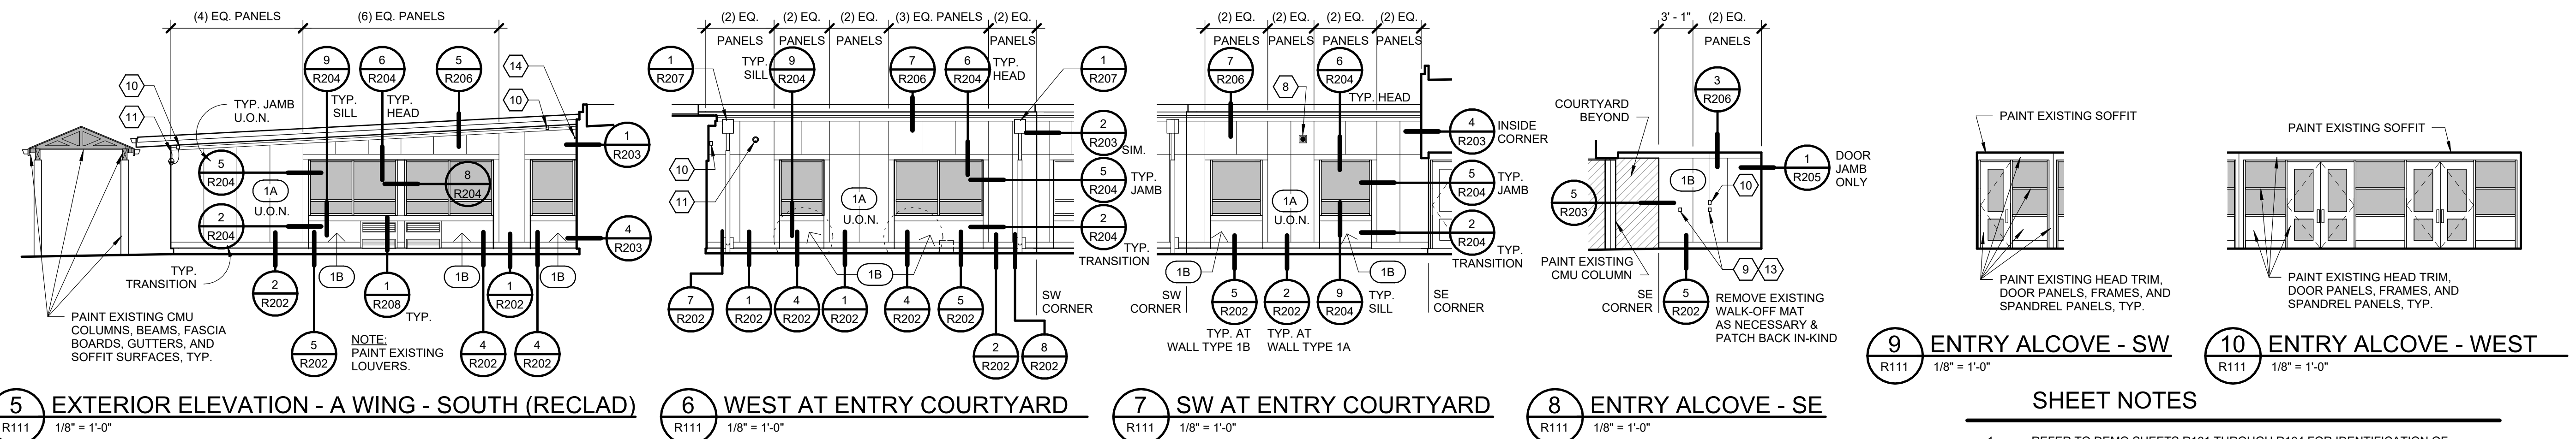 (4) EQ. PANELS
(6) EQ. PANELS
9
R204
6
R204
5
R206
14
10
10
11
TYP. JAMB
U.O.N.
TYP.
SILL
TYP.
HEAD
1
R203
5
R204
8
R204
1A
U.O.N.
2
R204
4
R203
TYP.
TRANSITION
1B
1B
1B
2
R202
1
R208
TYP.
1
R202
PAINT EXISTING CMU
COLUMNS, BEAMS, FASCIA
BOARDS, GUTTERS, AND
SOFFIT SURFACES, TYP.
5
R202
NOTE:
PAINT EXISTING
LOUVERS.
4
R202
4
R202
5
R111
EXTERIOR ELEVATION - A WING - SOUTH (RECLAD)
1/8" = 1'-0"
(2) EQ.
PANELS
(2) EQ.
PANELS
(2) EQ.
PANELS
(3) EQ. PANELS
(2) EQ.
PANELS
1
R207
TYP.
SILL
9
R204
7
R206
6
R204
TYP.
HEAD
1
R207
2
R203
SIM.
10
11
5
R204
TYP.
JAMB
1A
U.O.N.
2
R204
TYP.
TRANSITION
1B
7
R202
1
R202
4
R202
1
R202
4
R202
5
R202
SW
CORNER
2
R202
8
R202
6
R111
WEST AT ENTRY COURTYARD
1/8" = 1'-0"
(2) EQ.
PANELS
(2) EQ.
PANELS
(2) EQ.
PANELS
(2) EQ.
PANELS
7
R206
8
6
R204
TYP. HEAD
4
R203
INSIDE
CORNER
5
R204
TYP.
JAMB
1A
U.O.N.
2
R204
TYP.
TRANSITION
1B
1B
SW
CORNER
5
R202
TYP. AT
WALL TYPE 1B
2
R202
TYP. AT
WALL TYPE 1A
9
R204
TYP.
SILL
SE
CORNER
7
R111
SW AT ENTRY COURTYARD
1/8" = 1'-0"
3' - 1"
(2) EQ.
PANELS
3
R206
COURTYARD
BEYOND
1
R205
DOOR
JAMB
ONLY
1B
10
5
R203
PAINT EXISTING
CMU COLUMN
9
13
SE
CORNER
5
R202
REMOVE EXISTING
WALK-OFF MAT
AS NECESSARY &
PATCH BACK IN-KIND
8
R111
ENTRY ALCOVE - SE
1/8" = 1'-0"
PAINT EXISTING SOFFIT
PAINT EXISTING HEAD TRIM,
DOOR PANELS, FRAMES, AND
SPANDREL PANELS, TYP.
9
R111
ENTRY ALCOVE - SW
1/8" = 1'-0"
PAINT EXISTING SOFFIT
PAINT EXISTING HEAD TRIM,
DOOR PANELS, FRAMES, AND
SPANDREL PANELS, TYP.
10
R111
ENTRY ALCOVE - WEST
1/8" = 1'-0"
SHEET NOTES
REFER TO DEMO SHEETS R101 THROUGH R104 FOR IDENTIFICATION OF